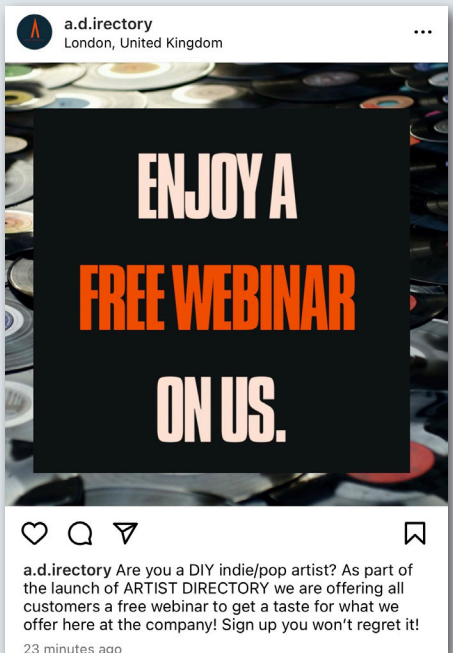 a.d.irectory
London, United Kingdom
ENJOY A
FREE WEBINAR
ON US.
a.d.irectory Are you a DIY indie/pop artist? As part of
the launch of ARTIST DIRECTORY we are offering all
customers a free webinar to get a taste for what we
offer here at the company! Sign up you won’t regret it!
23 minutes ago